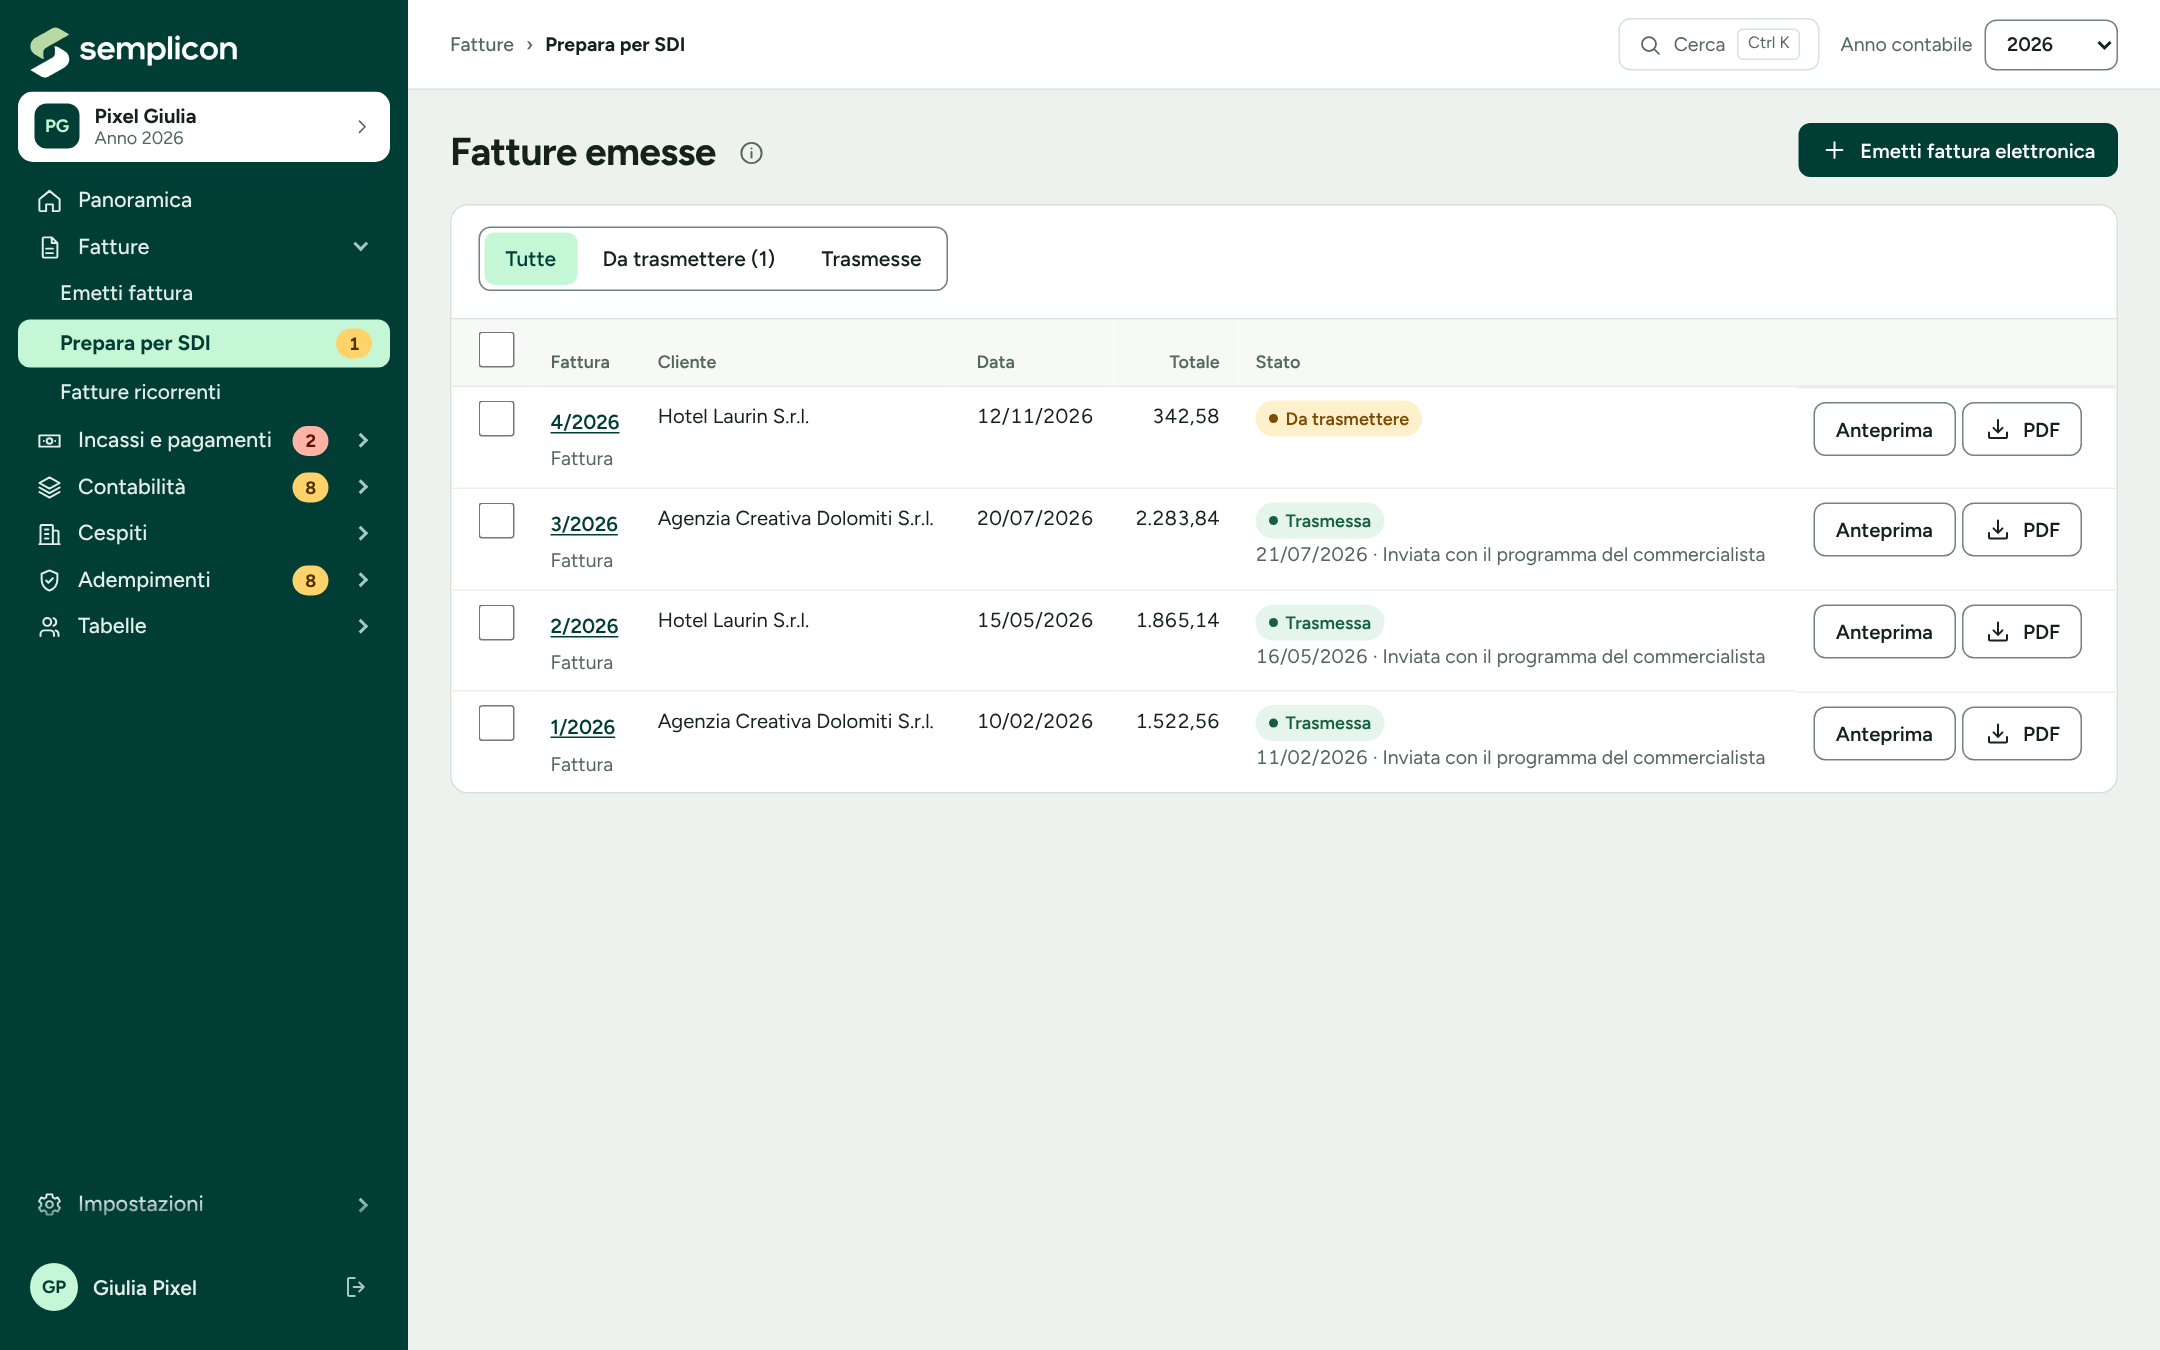 semplicon
PG
Pixel Giulia
Anno 2026
Panoramica
Fatture
Emetti fattura
Prepara per SDI 1
Fatture ricorrenti
Incassi e pagamenti 2
Contabilità 8
Cespiti
Adempimenti 8
Tabelle
Impostazioni
GP Giulia Pixel
Fatture › Prepara per SDI
Cerca Ctrl K Anno contabile 2026
Fatture emesse
Emetti fattura elettronica
Tutte Da trasmettere (1) Trasmesse
Fattura Cliente Data Totale Stato
4/2026 Hotel Laurin S.r.l. 12/11/2026 342,58 Da trasmettere Anteprima PDF
Fattura
3/2026 Agenzia Creativa Dolomiti S.r.l. 20/07/2026 2.283,84 Trasmessa Anteprima PDF
Fattura 21/07/2026 · Inviata con il programma del commercialista
2/2026 Hotel Laurin S.r.l. 15/05/2026 1.865,14 Trasmessa Anteprima PDF
Fattura 16/05/2026 · Inviata con il programma del commercialista
1/2026 Agenzia Creativa Dolomiti S.r.l. 10/02/2026 1.522,56 Trasmessa Anteprima PDF
Fattura 11/02/2026 · Inviata con il programma del commercialista